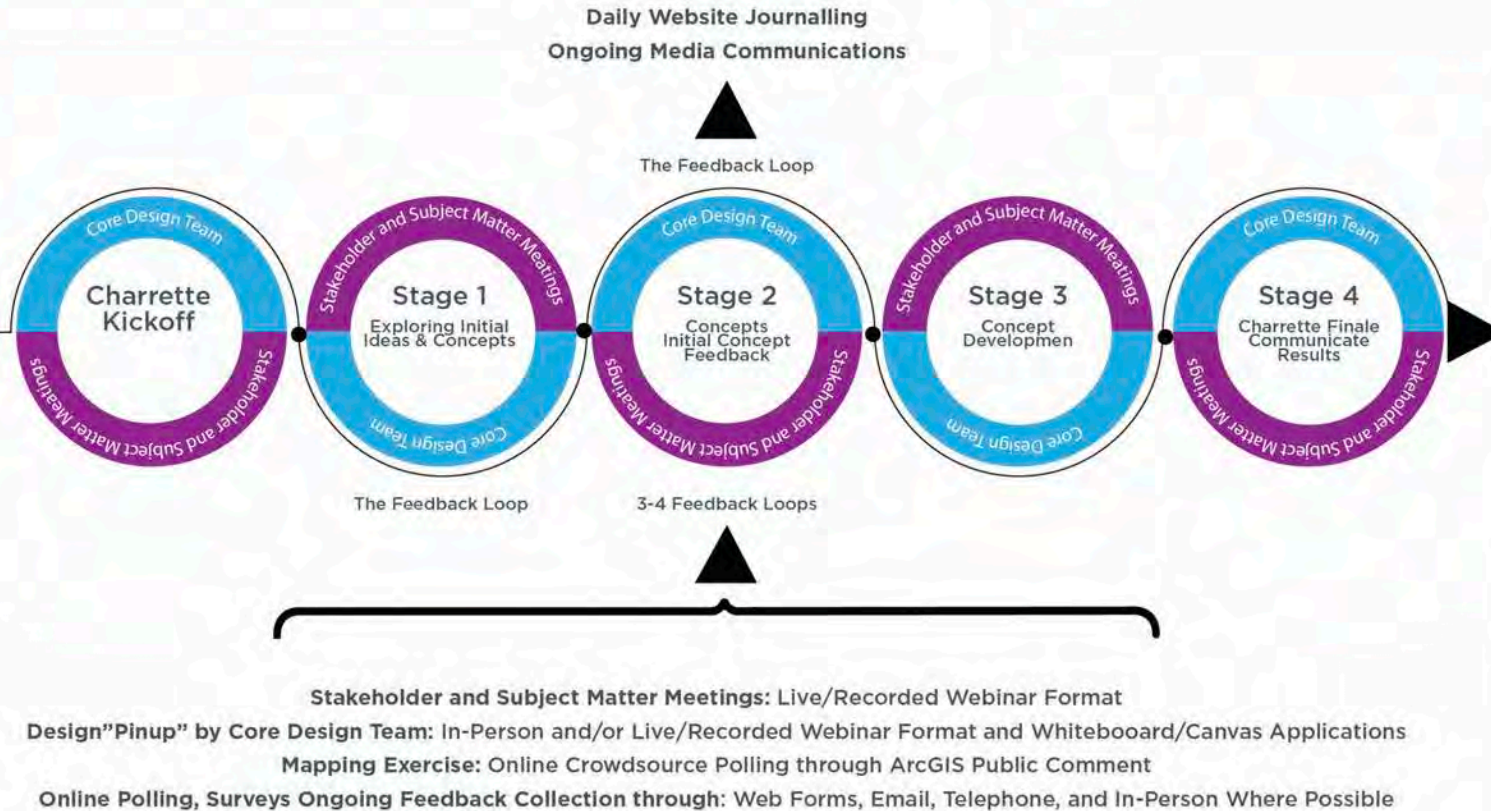 Daily Website Journalling
Ongoing Media Communications
The Feedback Loop
Core Design Team
Charrette
Kickoff
Stakeholder and Subject Matter Meatings
Stakeholder and Subject Matter Meatings
Stage 1
Exploring Initial
Ideas & Concepts
Core Design Team
Core Design Team
Stage 2
Concepts
Initial Concept
Feedback
Stakeholder and Subject Matter Meatings
Stakeholder and Subject Matter Meatings
Stage 3
Concept
Developmen
Core Design Team
Core Design Team
Stage 4
Charrette Finale
Communicate
Results
Stakeholder and Subject Matter Meatings
The Feedback Loop
3-4 Feedback Loops
Stakeholder and Subject Matter Meetings: Live/Recorded Webinar Format
Design”Pinup” by Core Design Team: In-Person and/or Live/Recorded Webinar Format and Whitebooard/Canvas Applications
Mapping Exercise: Online Crowdsource Polling through ArcGIS Public Comment
Online Polling, Surveys Ongoing Feedback Collection through: Web Forms, Email, Telephone, and In-Person Where Possible